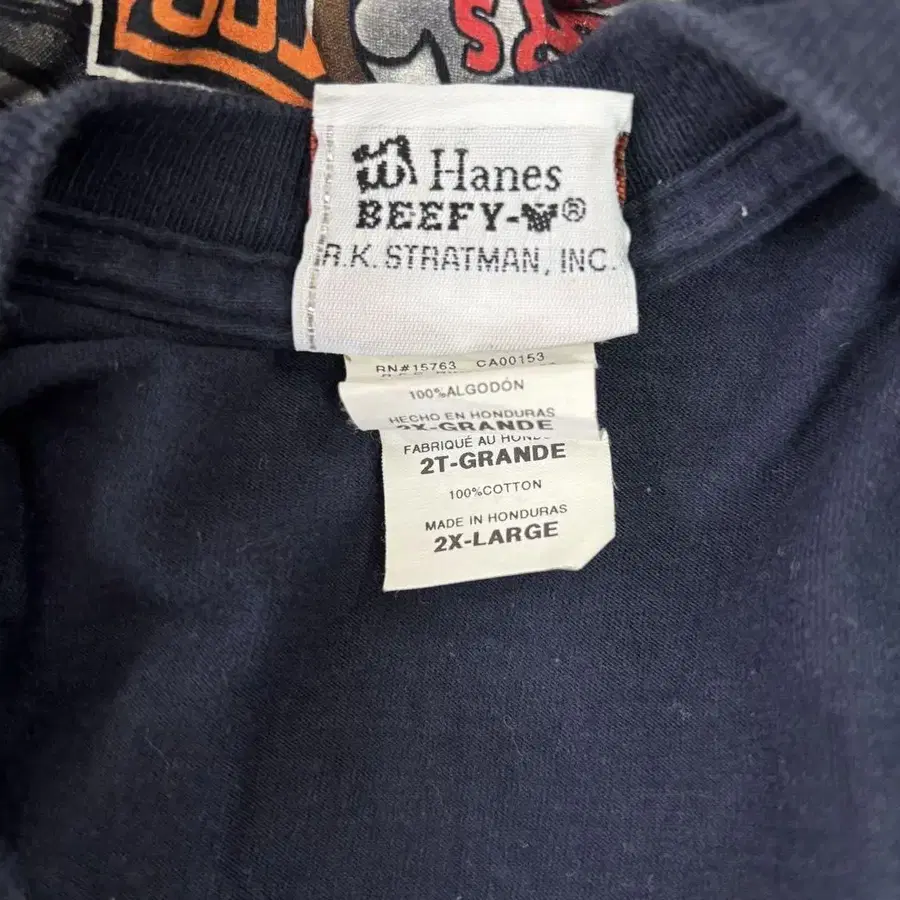 Hanes
BEEFY-T®
R.K. STRATMAN, INC.
RN#15763 CA00153
100%ALGODÓN
HECHO EN HONDURAS
2X-GRANDE
FABRIQUÉ AU
2T-GRANDE
100%COTTON
MADE IN HONDURAS
2X-LARGE